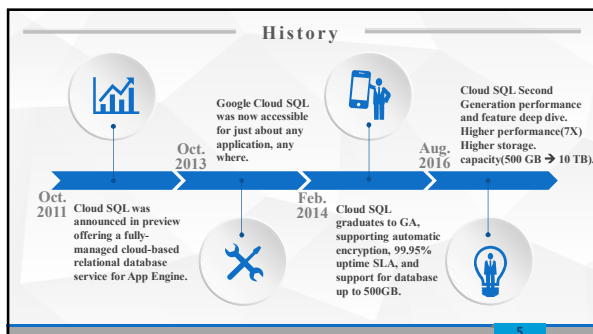 History
Oct.
2011
Cloud SQL was
announced in preview
offering a fully-
managed cloud-based
relational database
service for App Engine.
Oct.
2013
Google Cloud SQL
was now accessible
for just about any
application, any
where.
Feb.
2014
Cloud SQL
graduates to GA,
supporting automatic
encryption, 99.95%
uptime SLA, and
support for database
up to 500GB.
Aug.
2016
Cloud SQL Second
Generation performance
and feature deep dive.
Higher performance(7X)
Higher storage.
capacity(500 GB → 10 TB).
5